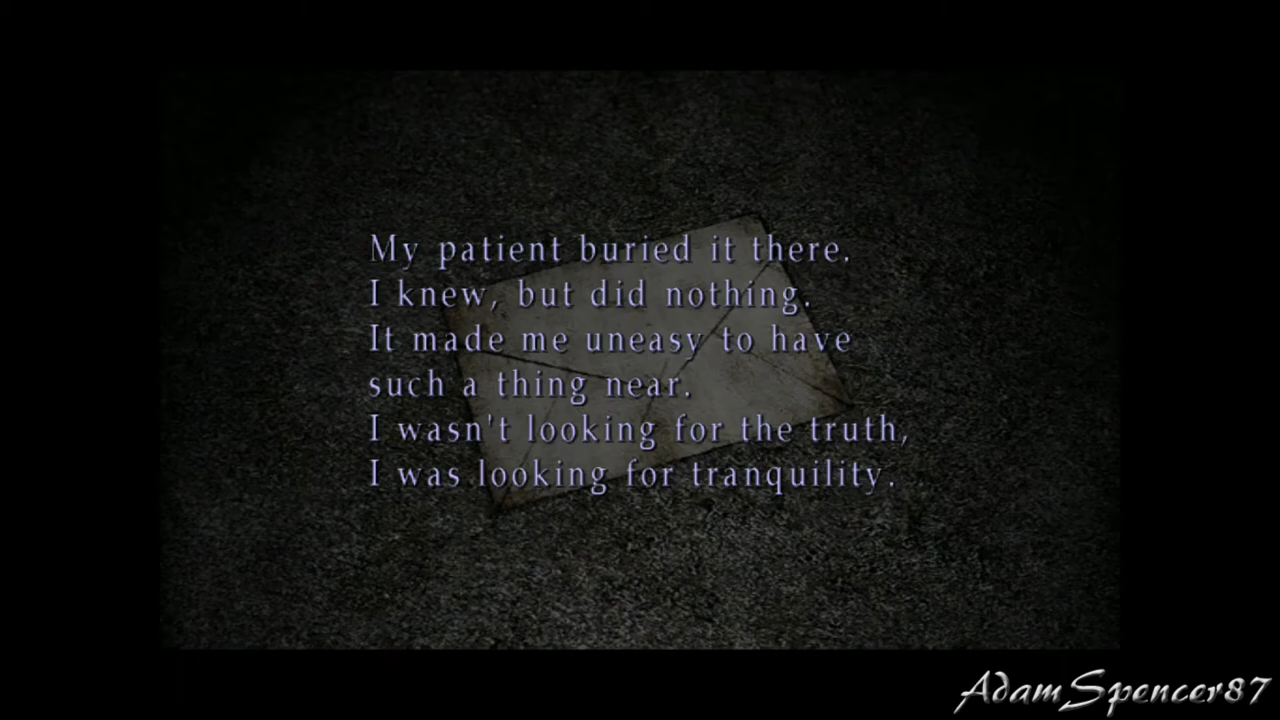 My patient buried it there.
I knew, but did nothing.
It made me uneasy to have
such a thing near.
I wasn't looking for the truth,
I was looking for tranquility.
AdamSpencer87